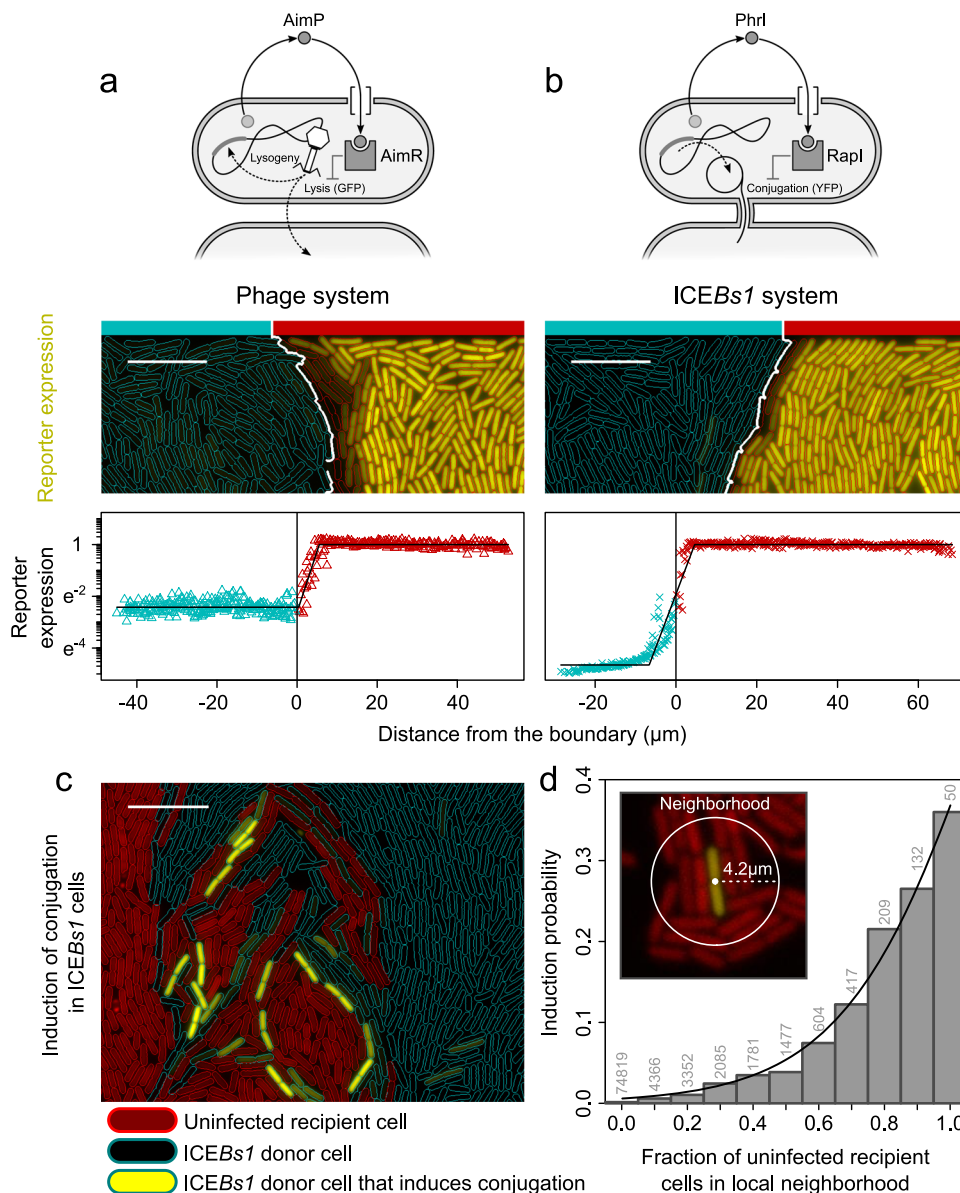 AimP
PhrI
a
b
Lysogeny
Lysis (GFP)
AimR
Conjugation (YFP)
RapI
Phage system
ICEBs1 system
Reporter expression
Reporter
expression
1
e-2
e-4
-40
-20
0
20
40
-20
0
20
40
60
Distance from the boundary (μm)
c
Induction of conjugation
in ICEBs1 cells
Uninfected recipient cell
ICEBs1 donor cell
ICEBs1 donor cell that induces conjugation
d
Induction probability
0.0
0.1
0.2
0.3
0.4
Neighborhood
4.2μm
74819
4366
3352
2085
1781
1477
604
417
209
132
50
0.0
0.2
0.4
0.6
0.8
1.0
Fraction of uninfected recipient
cells in local neighborhood